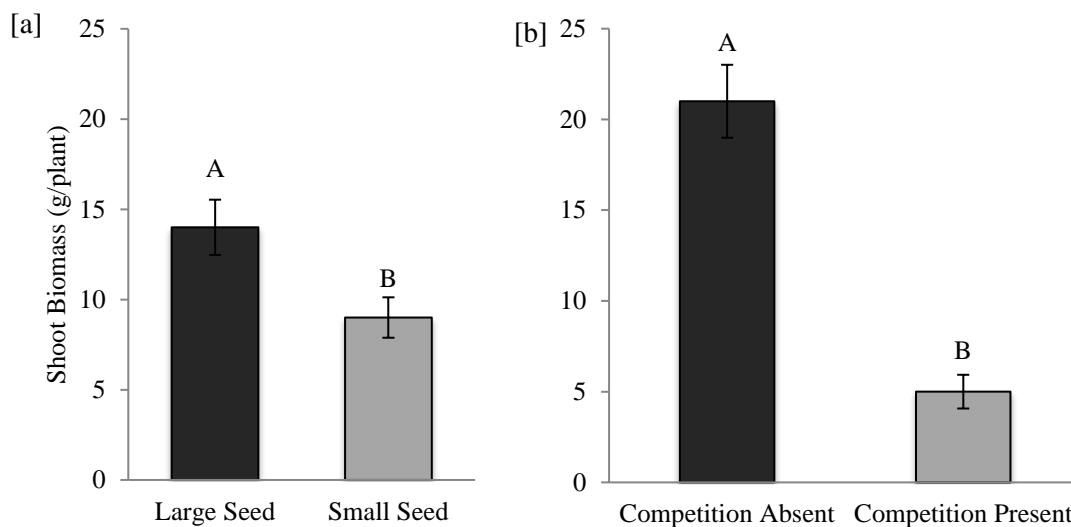 [a]
Shoot Biomass (g/plant)
25
20
15
10
5
0
A
B
Large Seed
Small Seed
[b]
25
20
15
10
5
0
A
B
Competition Absent
Competition Present